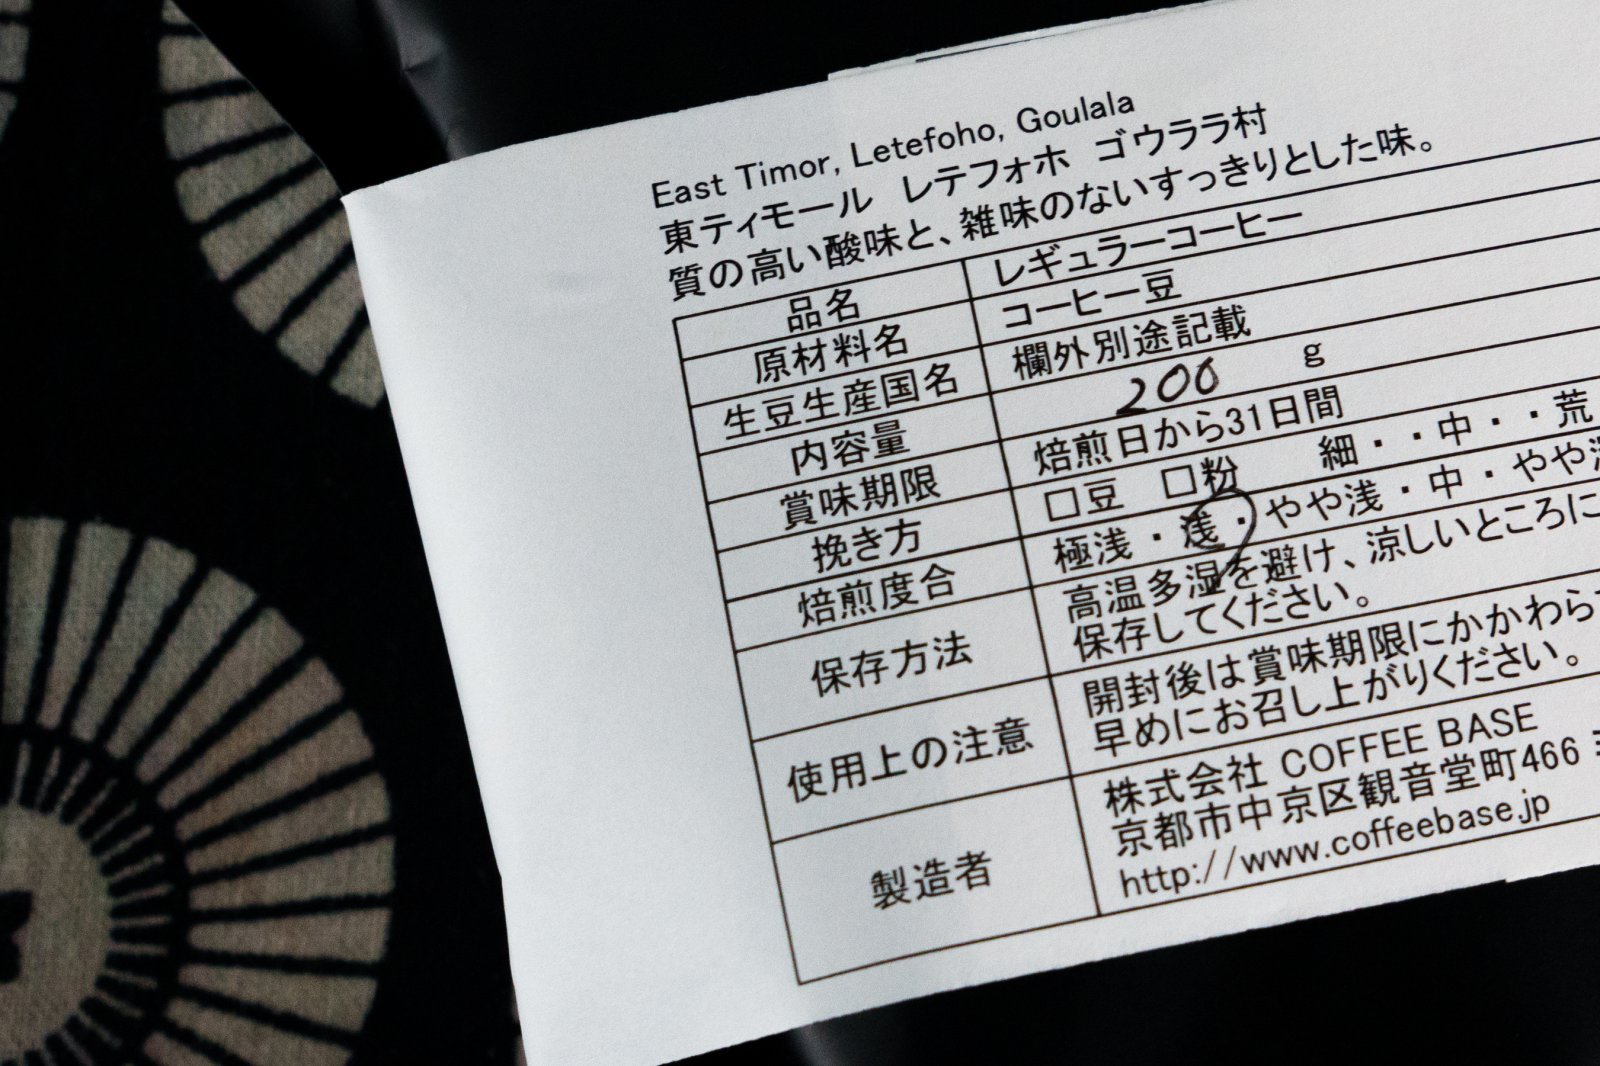 East Timor, Letefoho, Goulala
東ティモール レテフォホ ゴウララ村
質の高い酸味と、雑味のないすっきりとした味。
品名 レギュラーコーヒー
原材料名 コーヒー豆
生豆生産国名 欄外別途記載
内容量 200 g
賞味期限 焙煎日から31日間
挽き方 □豆 □粉 細・・中・・荒
焙煎度合 極浅・浅・やや浅・中・やや
保存方法 高温多湿を避け、涼しいところに
保存してください。
使用上の注意 開封後は賞味期限にかかわらず
早めにお召し上がりください。
製造者 株式会社 COFFEE BASE
京都市中京区観音堂町466
http://www.coffeebase.jp